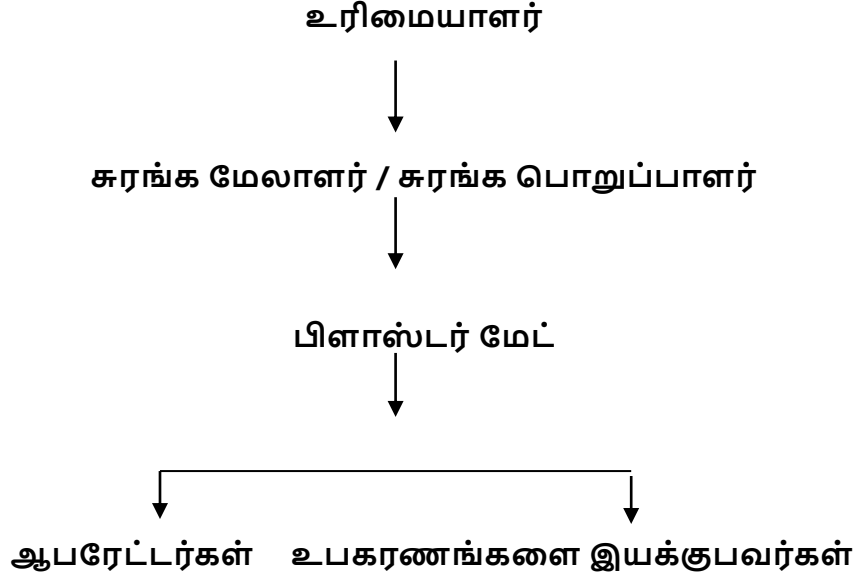 உரிமையாளர்
சுரங்க மேலாளர் / சுரங்க பொறுப்பாளர்
பிளாஸ்டர் மேட்
ஆபரேட்டர்கள் உபகரணங்களை இயக்குபவர்கள்